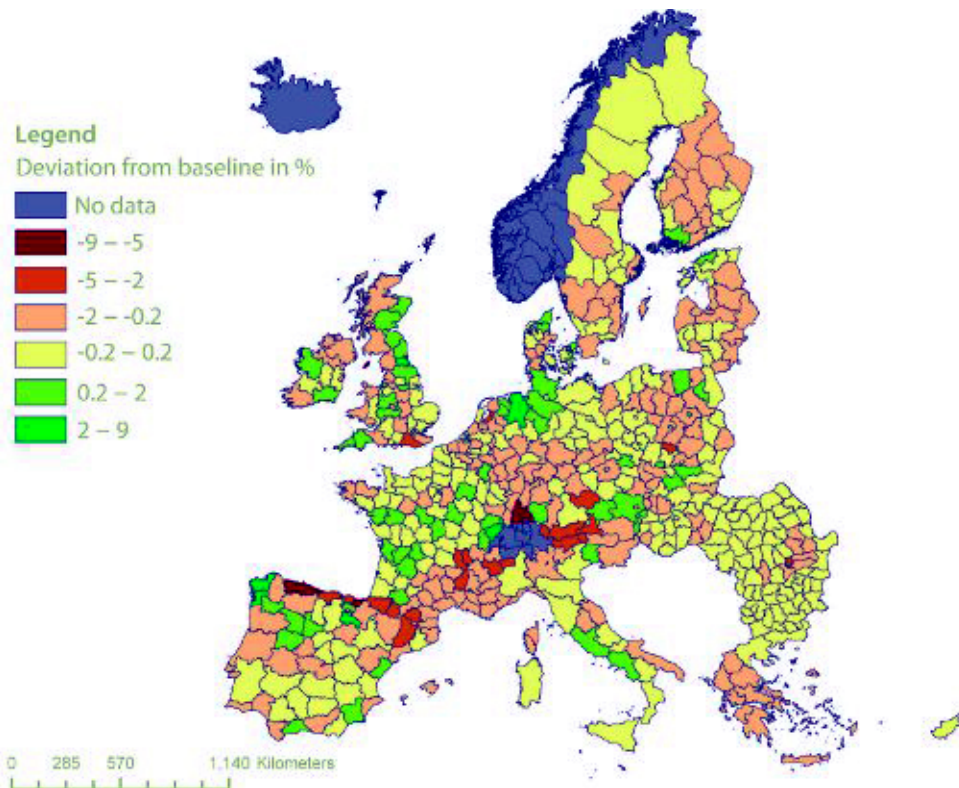 Legend
Deviation from baseline in %
No data
-9 – -5
-5 – -2
-2 – -0.2
-0.2 – 0.2
0.2 – 2
2 – 9
0 285 570 1.140 Kilometers